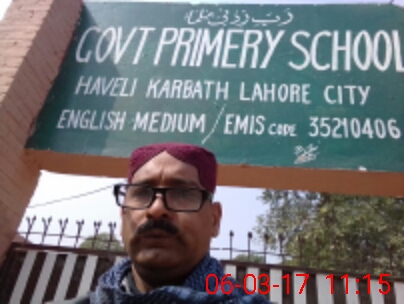 رَبِّ زِدْنِي عِلْمًا
GOVT PRIMERY SCHOOL
HAVELI KARBATH LAHORE CITY
ENGLISH MEDIUM / EMIS CODE 35210406
06-03-17 11:15